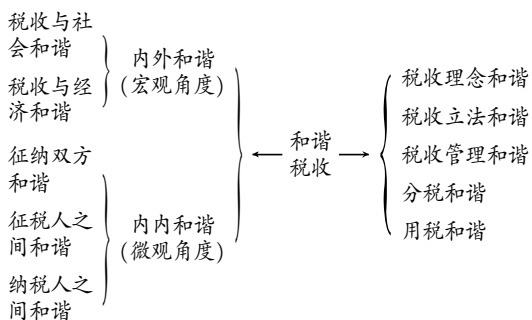 税收与社
会和谐
税收与经
济和谐
内外和谐
(宏观角度)
征纳双方
和谐
征税人之
间和谐
纳税人之
间和谐
内内和谐
(微观角度)
和谐
税收
税收理念和谐
税收立法和谐
税收管理和谐
分税和谐
用税和谐